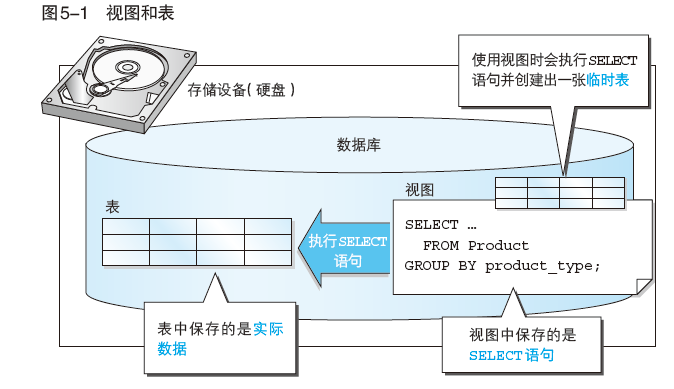 图5-1 视图和表
使用视图时会执行SELECT
语句并创建出一张临时表
存储设备(硬盘)
数据库
视图
表
SELECT …
FROM Product
GROUP BY product_type;
执行SELECT
语句
表中保存的是实际
数据
视图中保存的是
SELECT语句